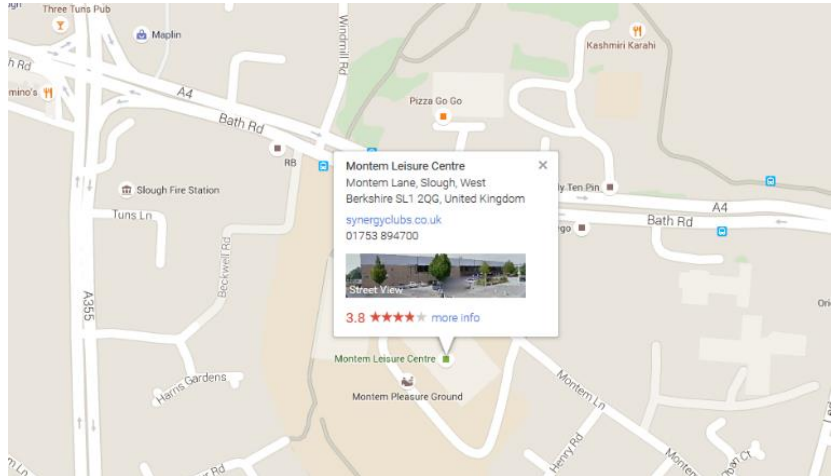 Three Tuns Pub
Maplin
Windmill Rd
Kashmiri Karahi
h Rd
mino's
A4
Pizza Go Go
Bath Rd
RB
Slough Fire Station
Tuns Ln
Beckwell Rd
A355
Montem Leisure Centre
Montem Lane, Slough, West
Berkshire SL1 2QG, United Kingdom
synergyclubs.co.uk
01753 894700
Street View
3.8 more info
ly Ten Pin
A4
Bath Rd
go
Montem Leisure Centre
Montem Pleasure Ground
Harris Gardens
Montem Ln
Henry Rd
Montem